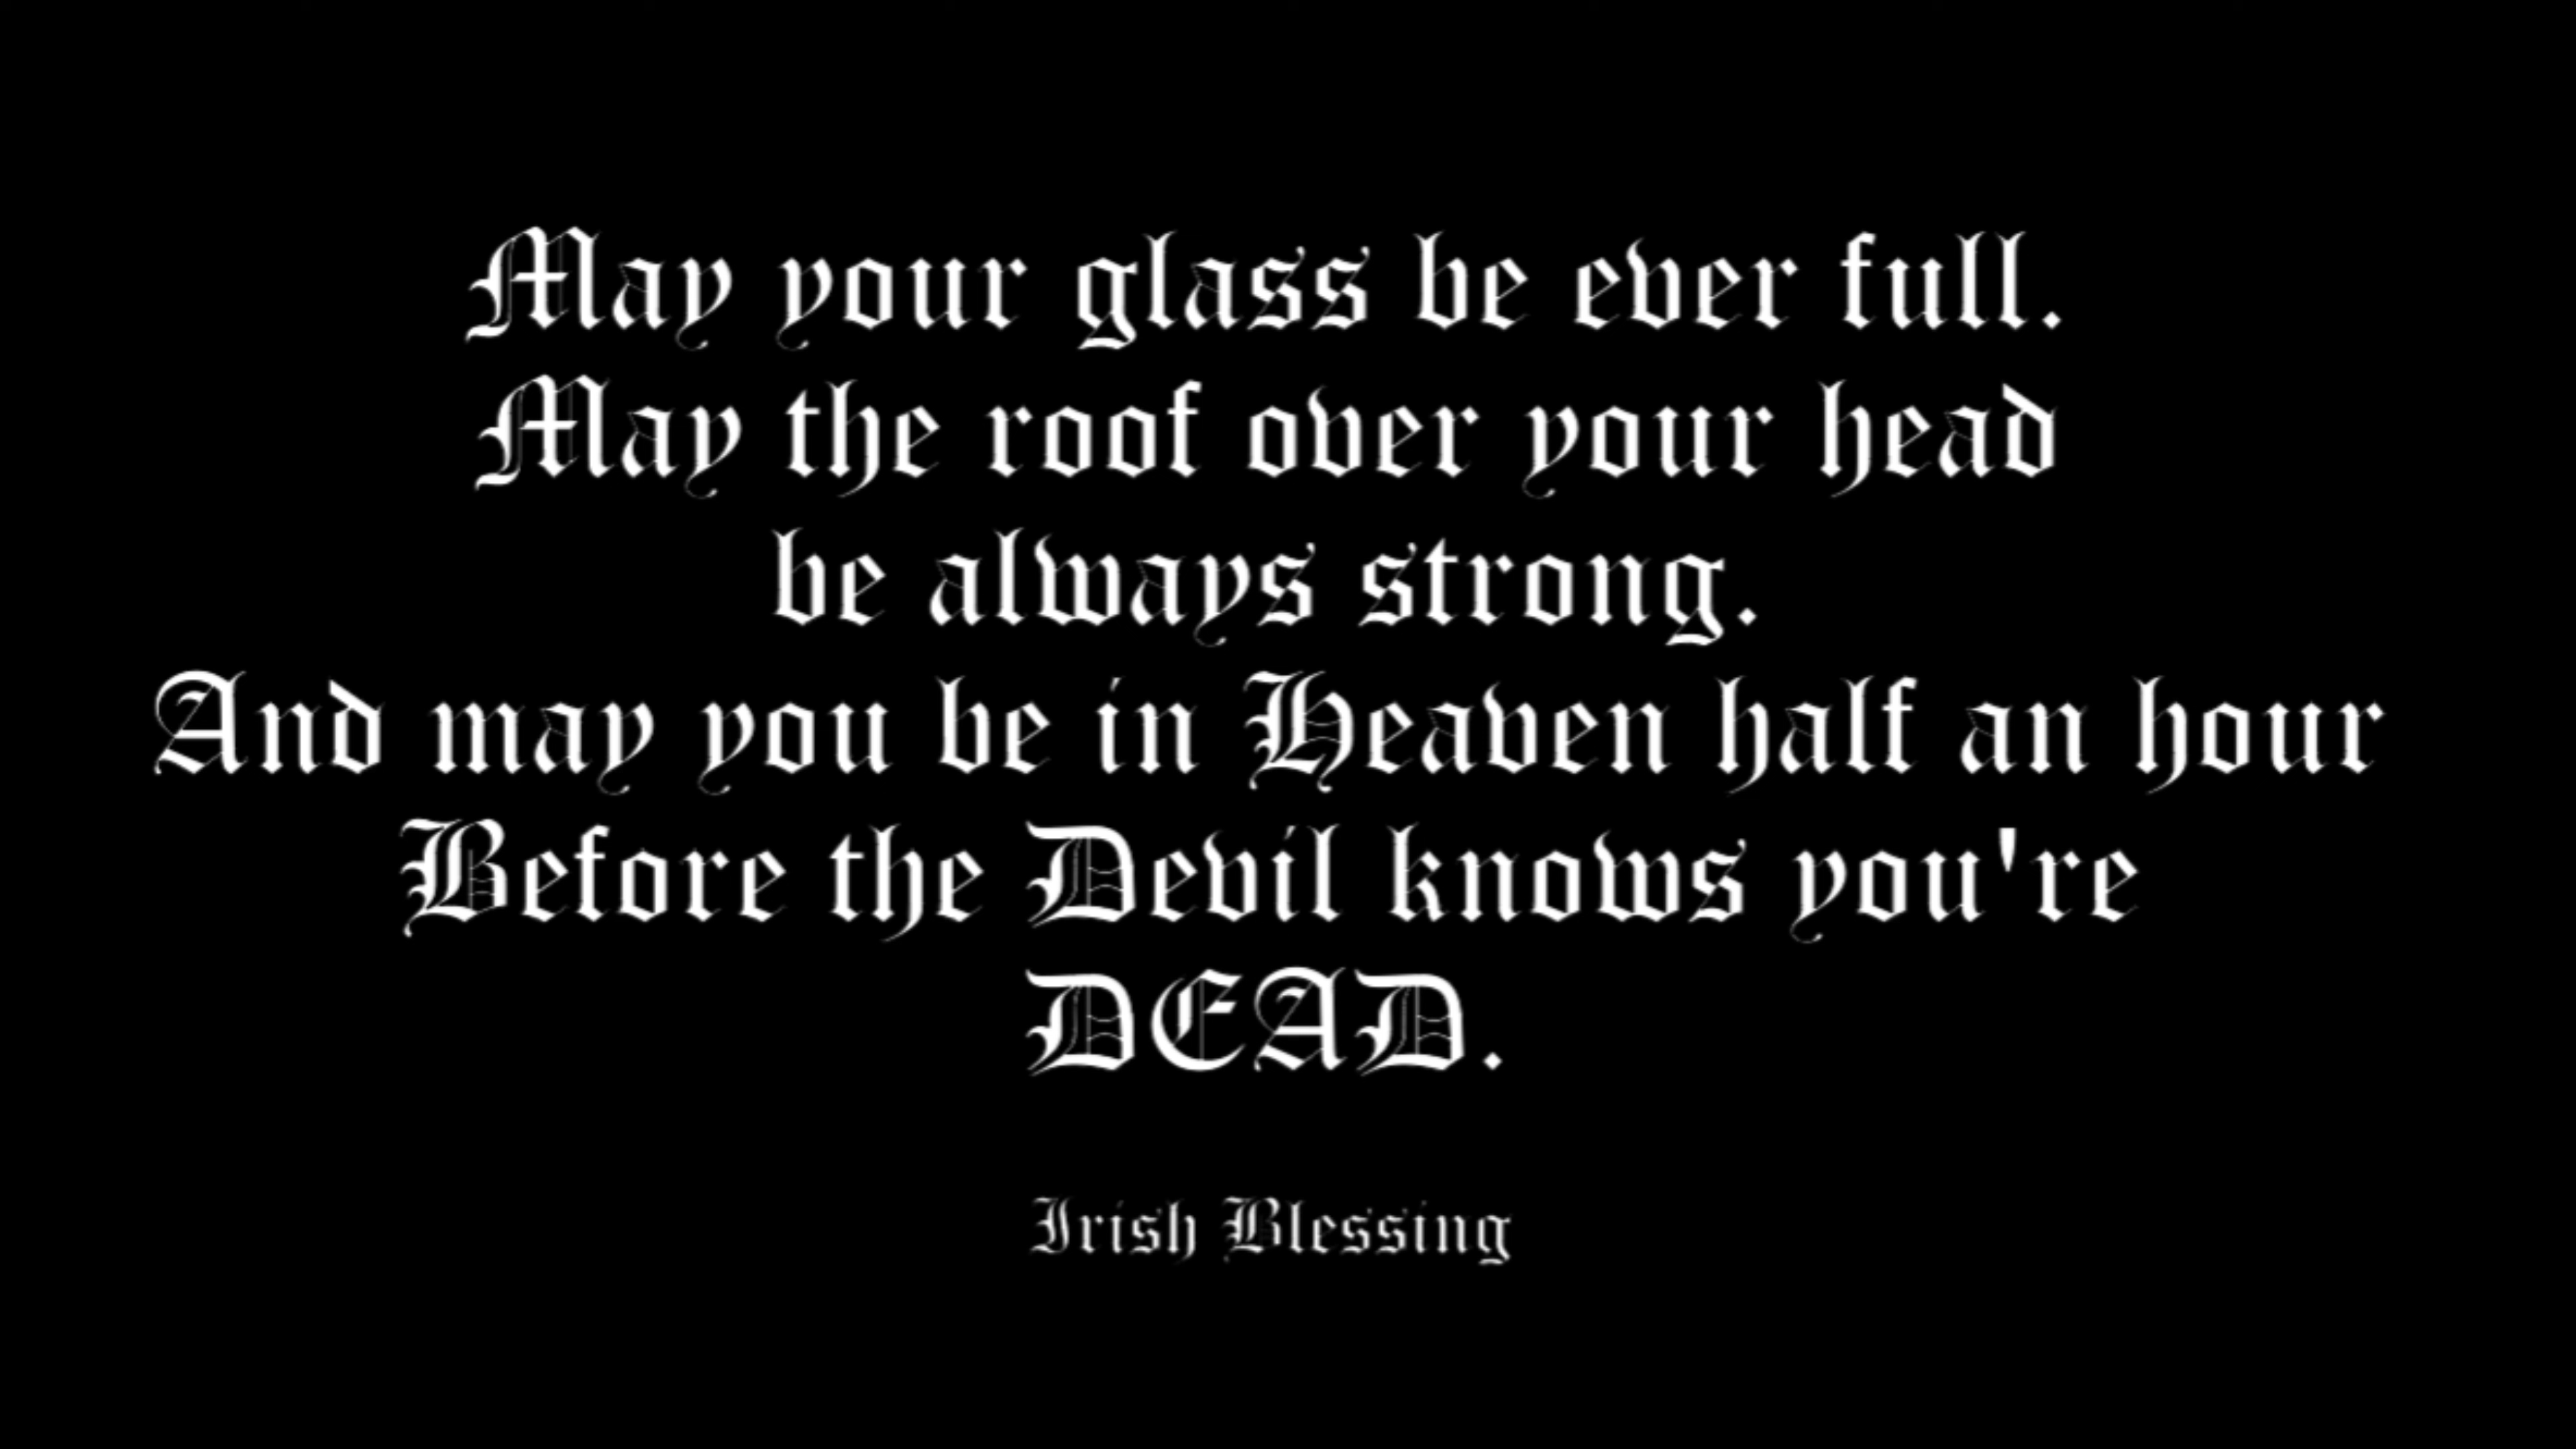 May your glass be ever full.
May the roof over your head
be always strong.
And may you be in Heaven half an hour
Before the Devil knows you're
DEAD.
Irish Blessing